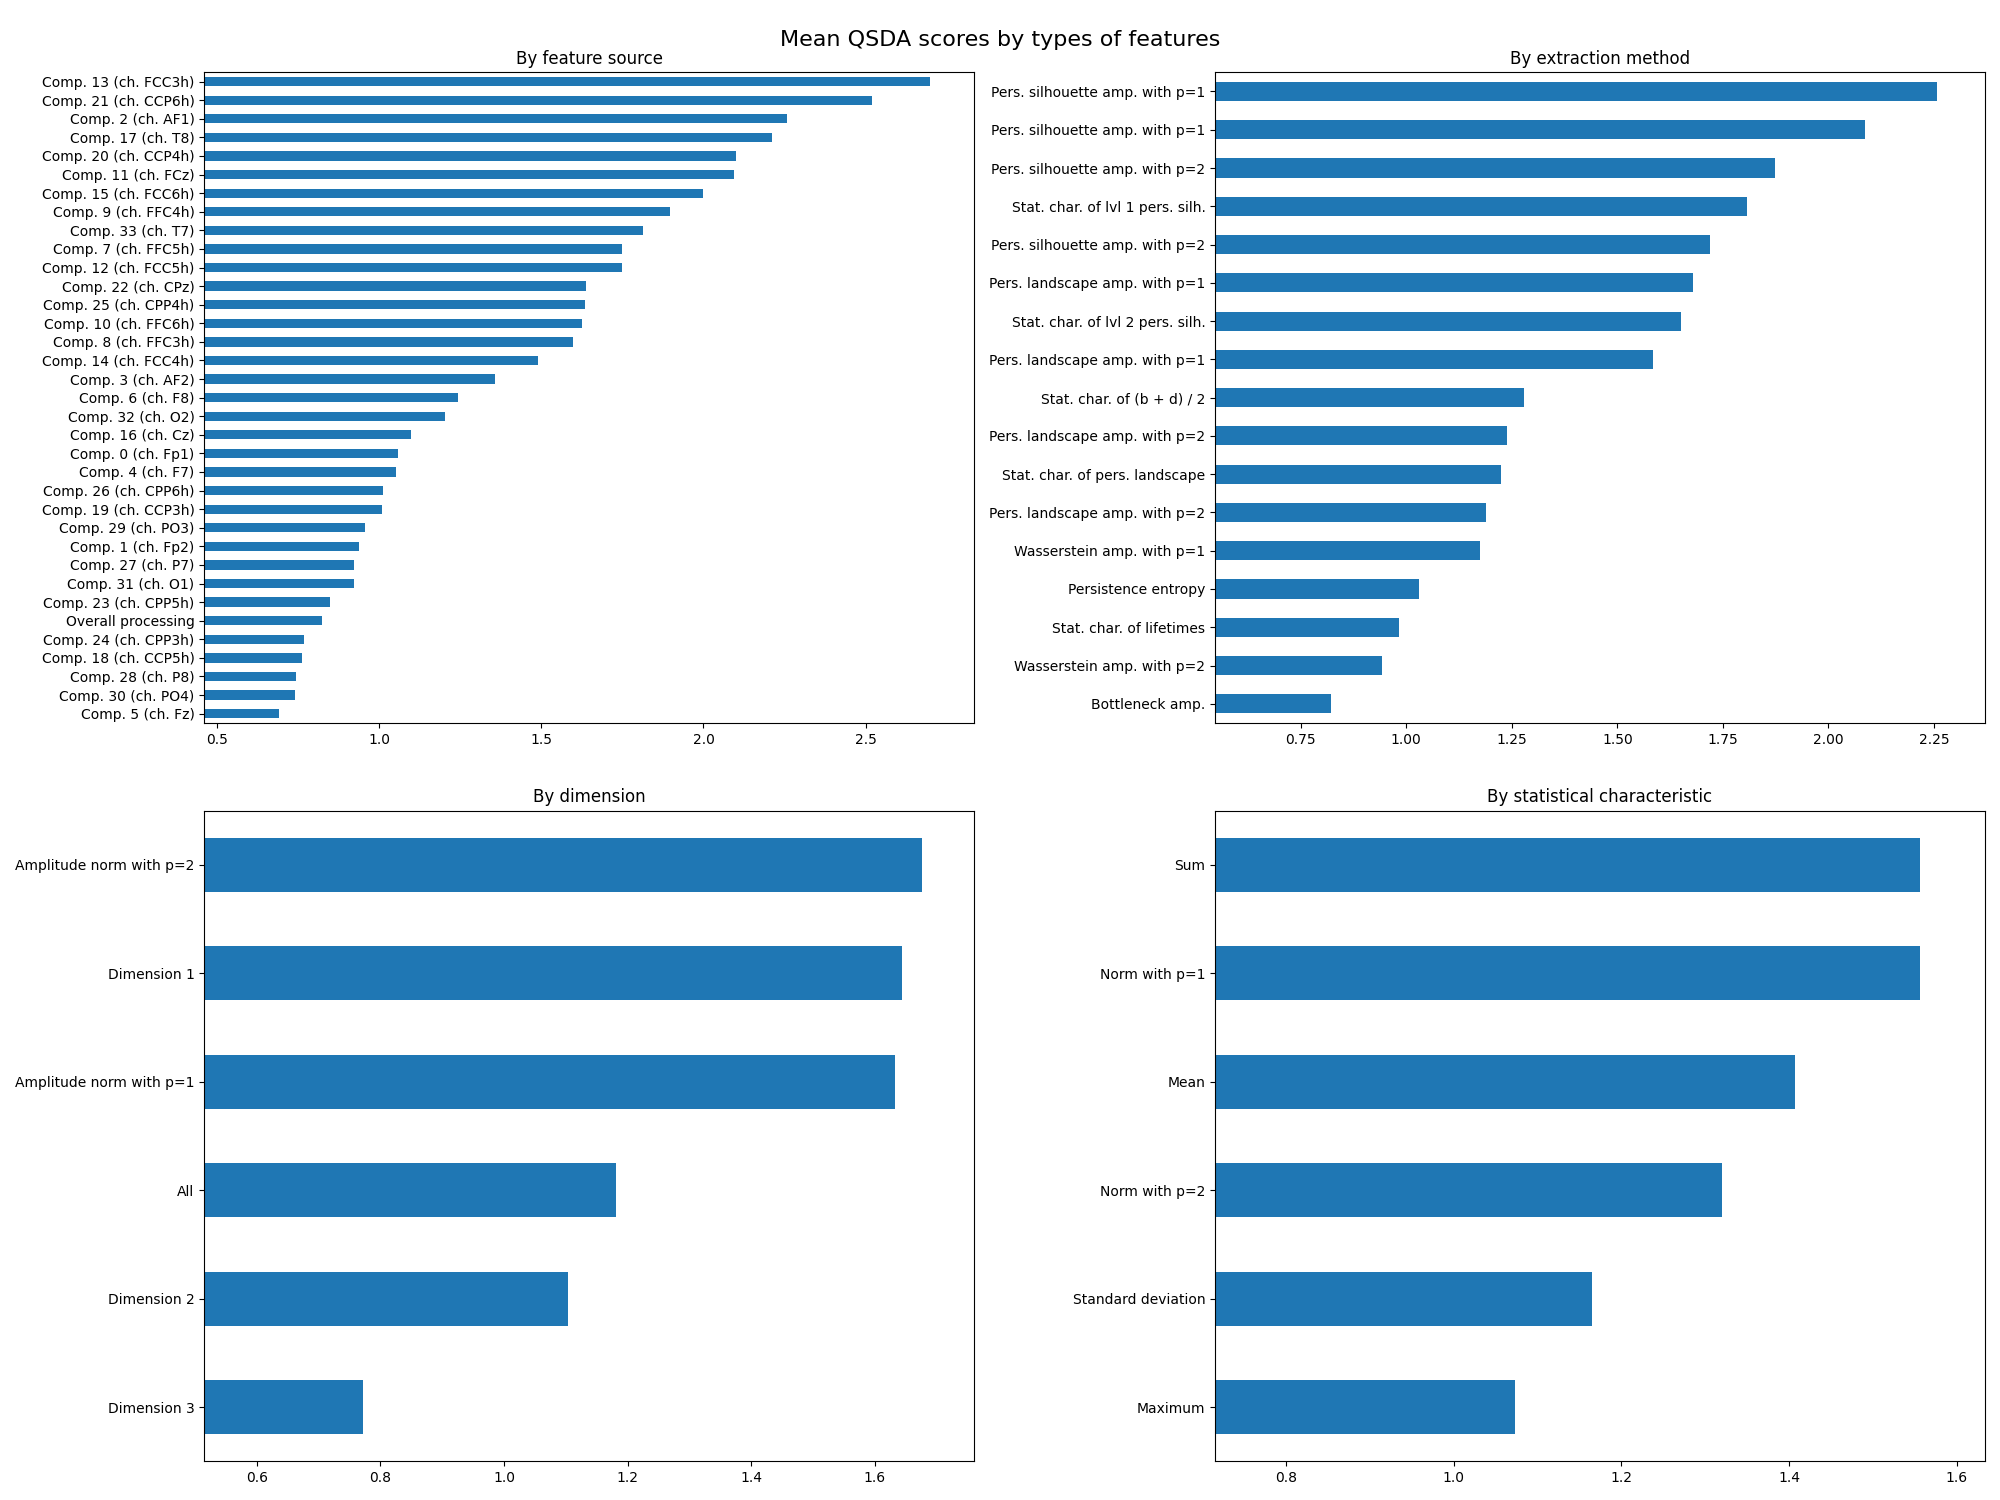 Mean QSDA scores by types of features
By feature source
Comp. 13 (ch. FCC3h)
Comp. 21 (ch. CCP6h)
Comp. 2 (ch. AF1)
Comp. 17 (ch. T8)
Comp. 20 (ch. CCP4h)
Comp. 11 (ch. FCz)
Comp. 15 (ch. FCC6h)
Comp. 9 (ch. FFC4h)
Comp. 33 (ch. T7)
Comp. 7 (ch. FFC5h)
Comp. 12 (ch. FCC5h)
Comp. 22 (ch. CPz)
Comp. 25 (ch. CPP4h)
Comp. 10 (ch. FFC6h)
Comp. 8 (ch. FFC3h)
Comp. 14 (ch. FCC4h)
Comp. 3 (ch. AF2)
Comp. 6 (ch. F8)
Comp. 32 (ch. O2)
Comp. 16 (ch. Cz)
Comp. 0 (ch. Fp1)
Comp. 4 (ch. F7)
Comp. 26 (ch. CPP6h)
Comp. 19 (ch. CCP3h)
Comp. 29 (ch. PO3)
Comp. 1 (ch. Fp2)
Comp. 27 (ch. P7)
Comp. 31 (ch. O1)
Comp. 23 (ch. CPP5h)
Overall processing
Comp. 24 (ch. CPP3h)
Comp. 18 (ch. CCP5h)
Comp. 28 (ch. P8)
Comp. 30 (ch. PO4)
Comp. 5 (ch. Fz)
0.5 1.0 1.5 2.0 2.5
By extraction method
Pers. silhouette amp. with p=1
Pers. silhouette amp. with p=1
Pers. silhouette amp. with p=2
Stat. char. of lvl 1 pers. silh.
Pers. silhouette amp. with p=2
Pers. landscape amp. with p=1
Stat. char. of lvl 2 pers. silh.
Pers. landscape amp. with p=1
Stat. char. of (b + d) / 2
Pers. landscape amp. with p=2
Stat. char. of pers. landscape
Pers. landscape amp. with p=2
Wasserstein amp. with p=1
Persistence entropy
Stat. char. of lifetimes
Wasserstein amp. with p=2
Bottleneck amp.
0.75 1.00 1.25 1.50 1.75 2.00 2.25
By dimension
Amplitude norm with p=2
Dimension 1
Amplitude norm with p=1
All
Dimension 2
Dimension 3
0.6 0.8 1.0 1.2 1.4 1.6
By statistical characteristic
Sum
Norm with p=1
Mean
Norm with p=2
Standard deviation
Maximum
0.8 1.0 1.2 1.4 1.6